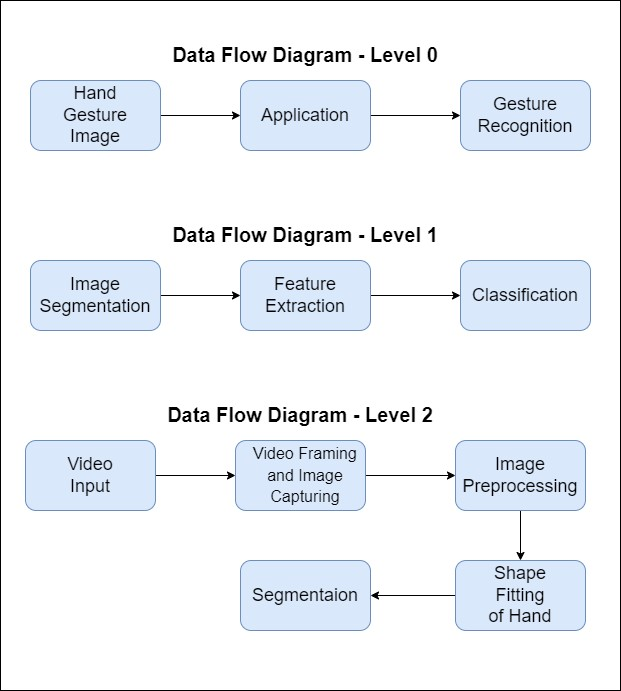 Data Flow Diagram - Level 0
Hand
Gesture
Image
Application
Gesture
Recognition
Data Flow Diagram - Level 1
Image
Segmentation
Feature
Extraction
Classification
Data Flow Diagram - Level 2
Video
Input
Video Framing
and Image
Capturing
Image
Preprocessing
Shape
Fitting
of Hand
Segmentaion